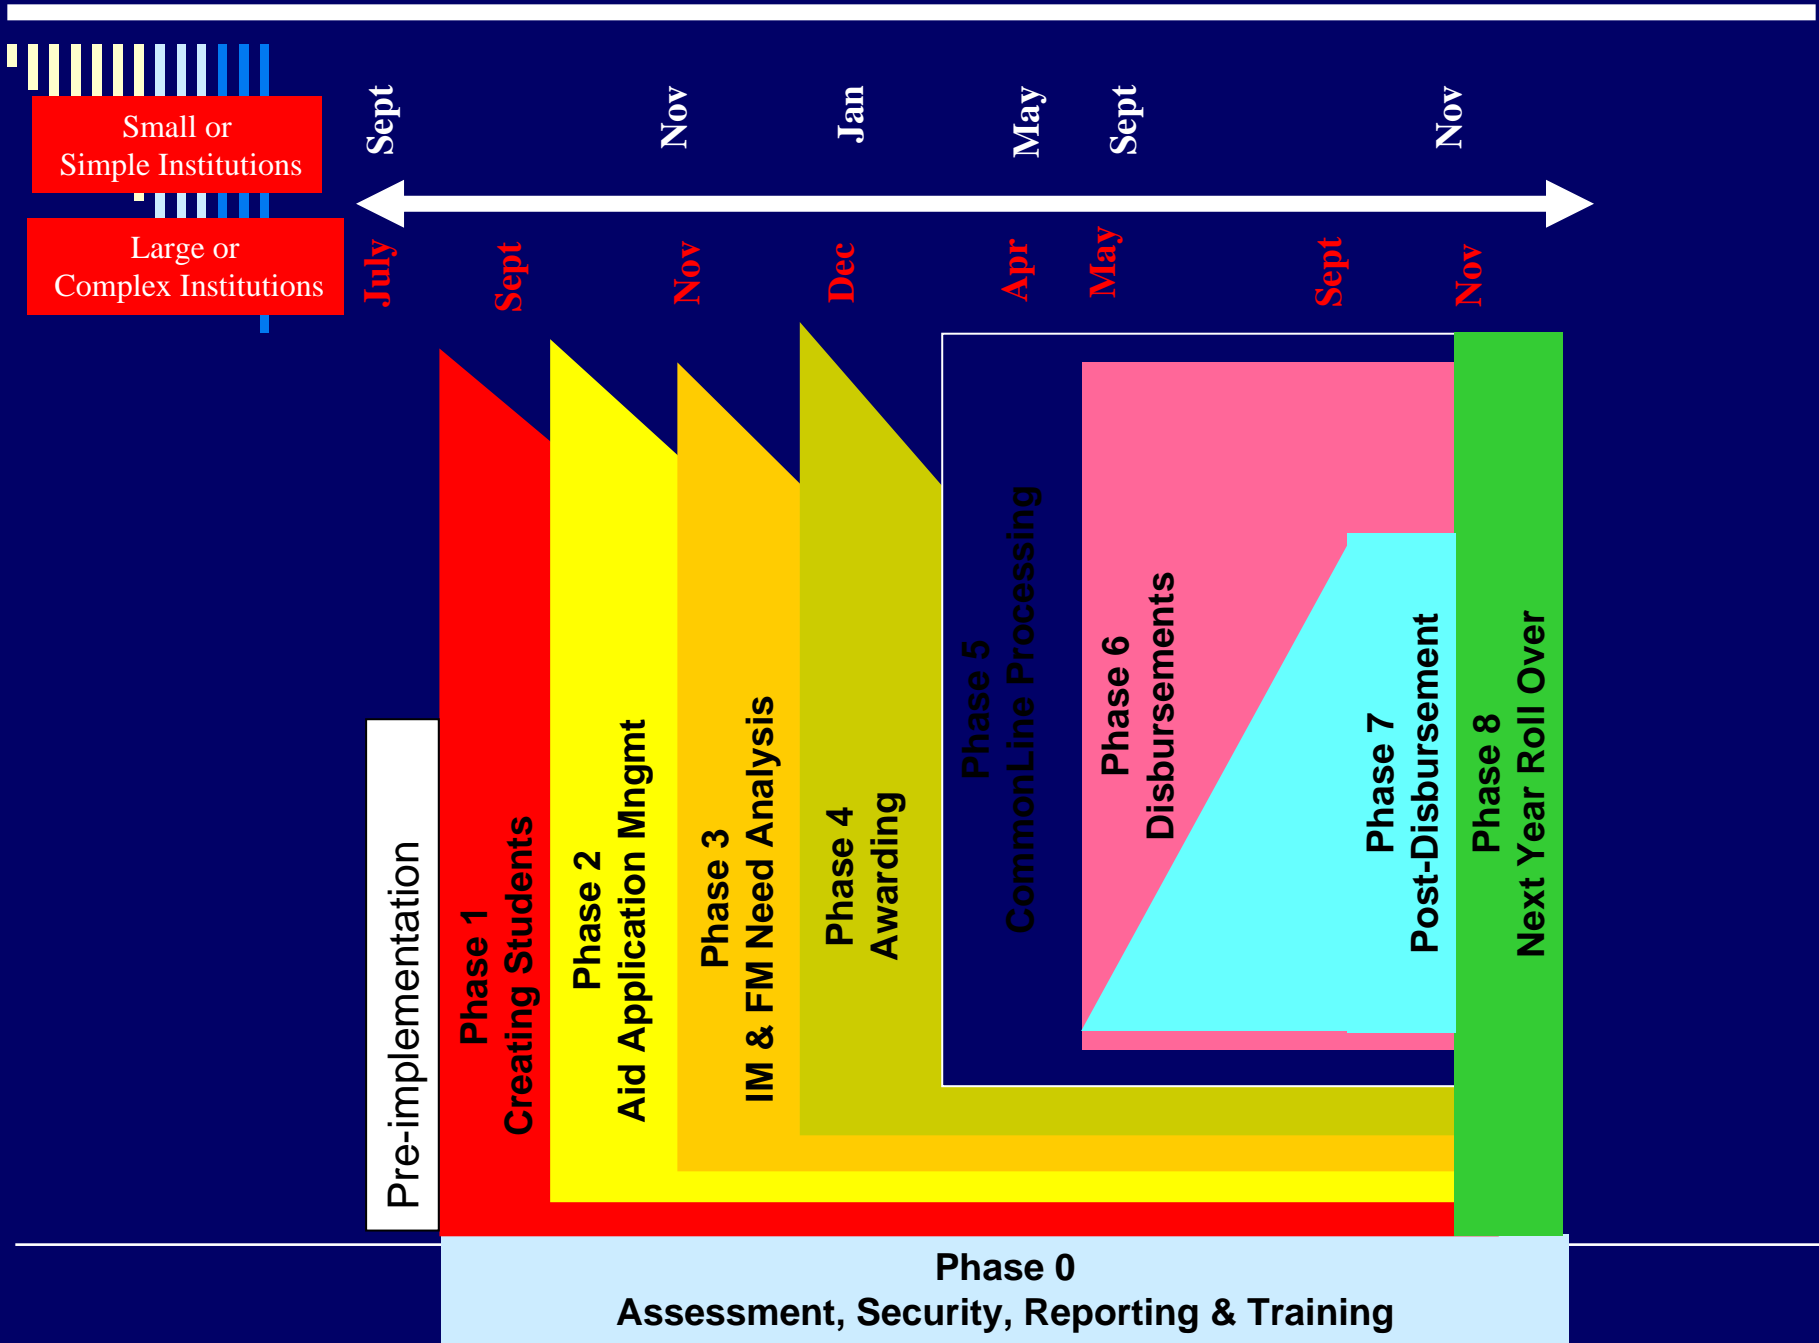 Small or
Simple Institutions
Sept
Nov
Jan
May
Sept
Nov
Large or
Complex Institutions
July
Sept
Nov
Dec
Apr
May
Sept
Nov
Pre-implementation
Phase 1
Creating Students
Phase 2
Aid Application Mngmt
Phase 3
IM & FM Need Analysis
Phase 4
Awarding
Phase 5
CommonLine Processing
Phase 6
Disbursements
Phase 7
Post-Disbursement
Phase 8
Next Year Roll Over
Phase 0
Assessment, Security, Reporting & Training